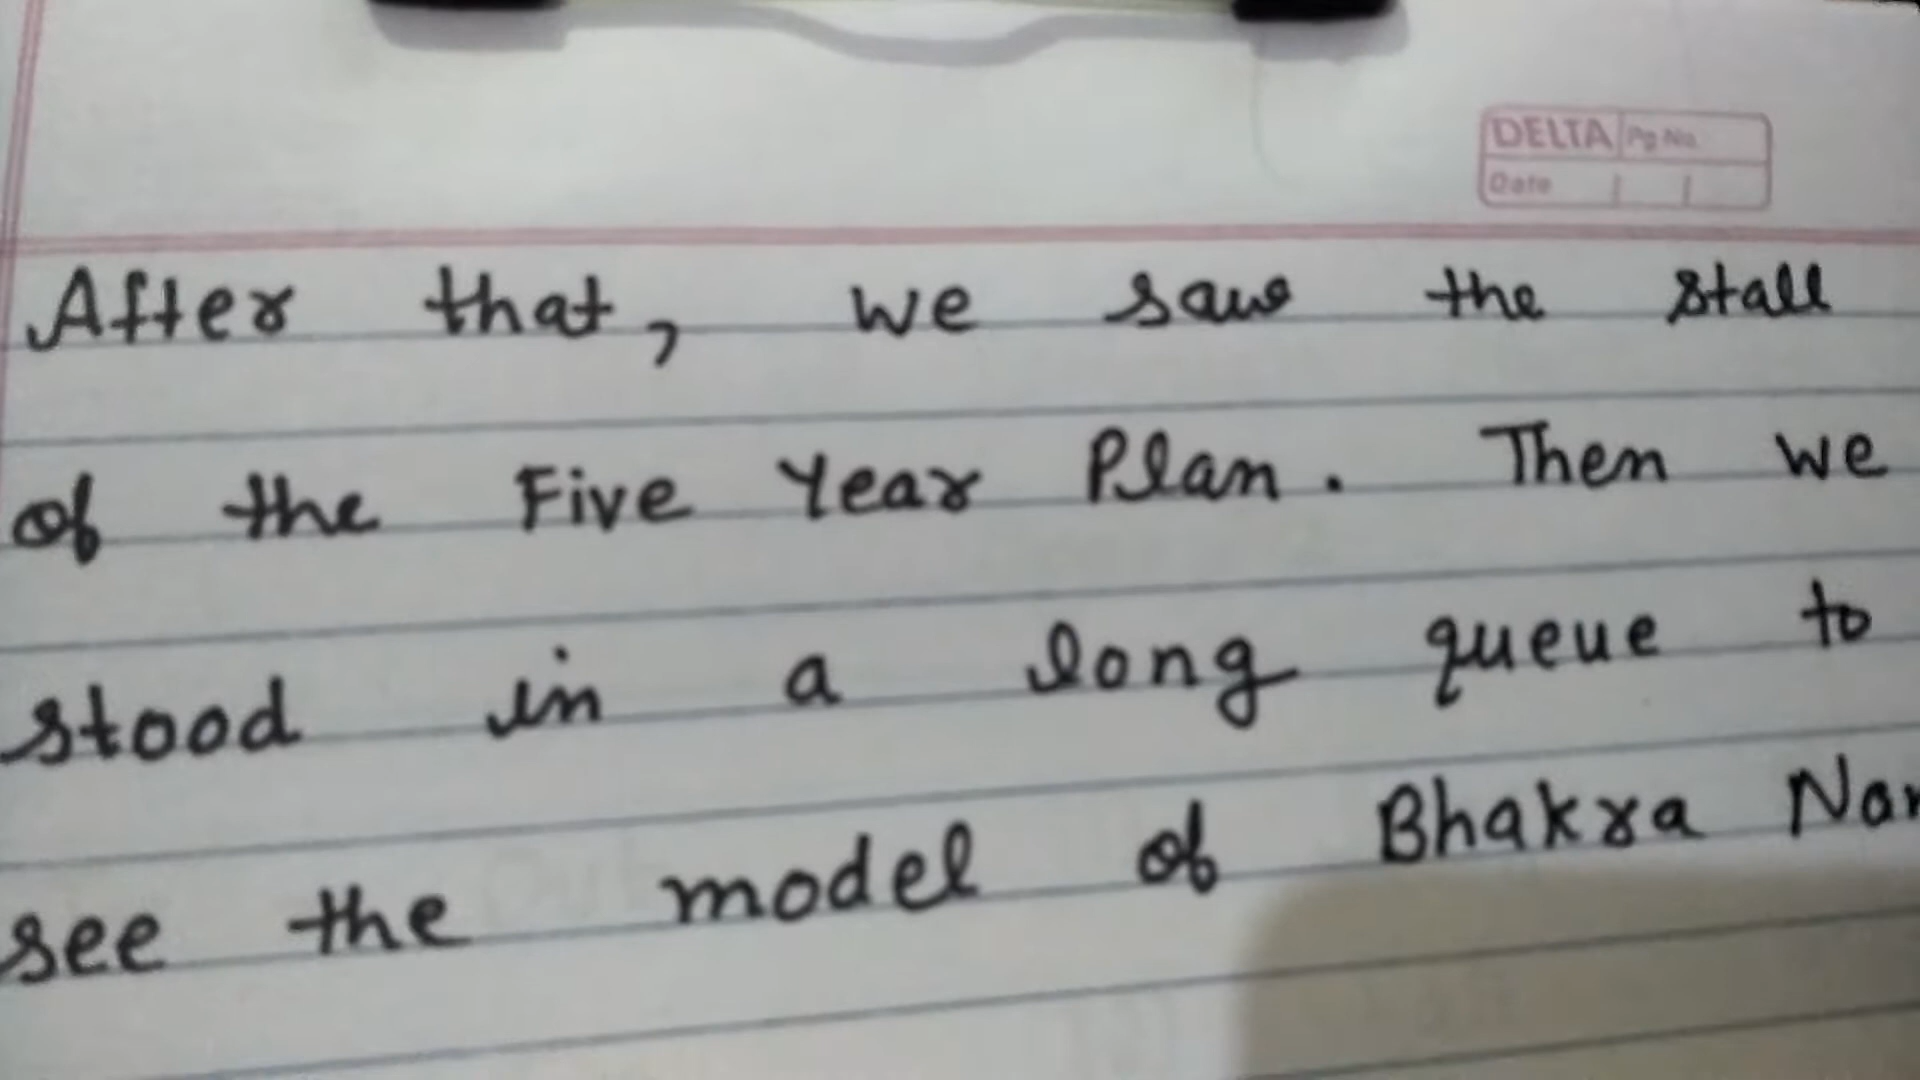 DELTA Pg No.
Date
After that, we saw the stall
of the Five Year Plan. Then we
stood in a long queue to
see the model of Bhakra